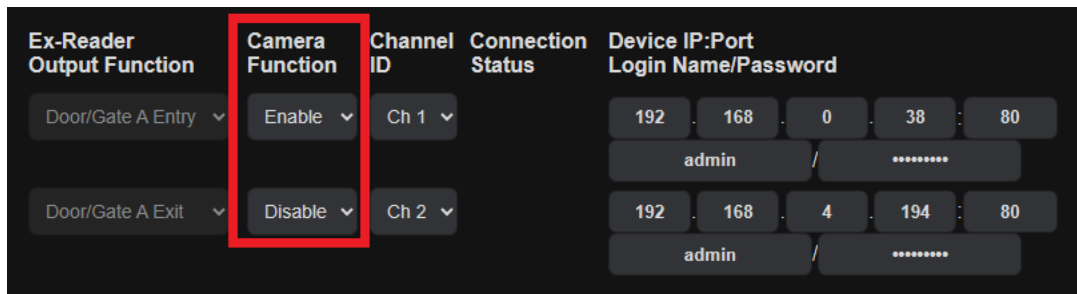 Ex-Reader Output Function Camera Function Channel ID Connection Status Device IP:Port Login Name/Password
Door/Gate A Entry Enable Ch 1 192 . 168 . 0 . 38 : 80
admin / •••••••••
Door/Gate A Exit Disable Ch 2 192 . 168 . 4 . 194 : 80
admin / •••••••••